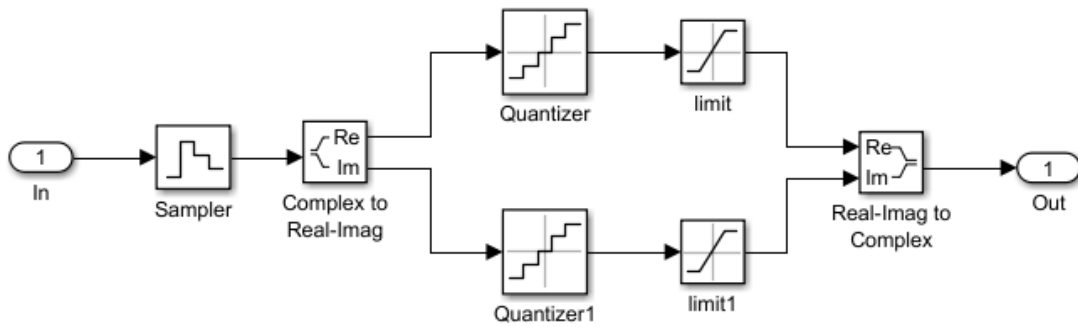 Quantizer
limit
1
In
Sampler
Re
Im
Complex to
Real-Imag
Re
Im
Real-Imag to
Complex
1
Out
Quantizer1
limit1